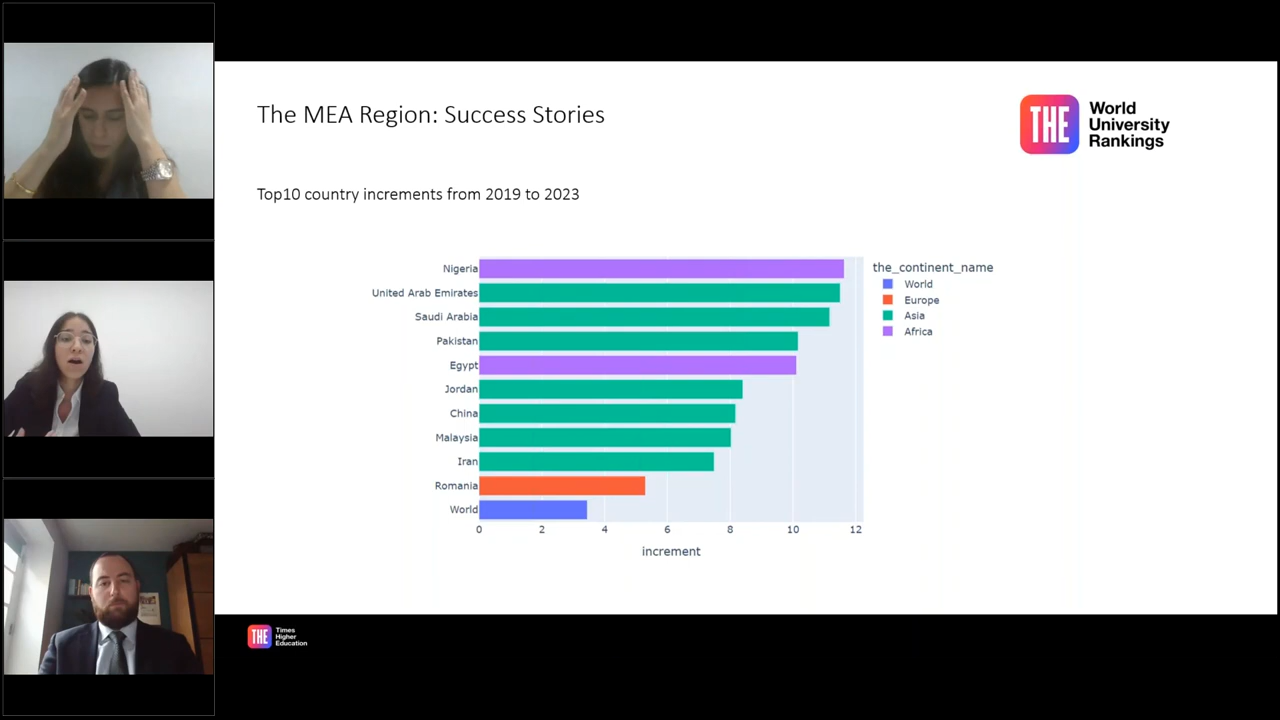 The MEA Region: Success Stories
THE
World
University
Rankings
Top10 country increments from 2019 to 2023
Nigeria
United Arab Emirates
Saudi Arabia
Pakistan
Egypt
Jordan
China
Malaysia
Iran
Romania
World
0 2 4 6 8 10 12
increment
the_continent_name
World
Europe
Asia
Africa
THE
Times
Higher
Education